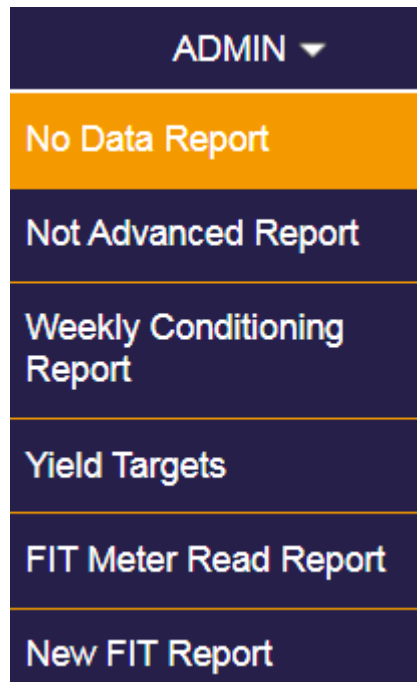 ADMIN
No Data Report
Not Advanced Report
Weekly Conditioning
Report
Yield Targets
FIT Meter Read Report
New FIT Report